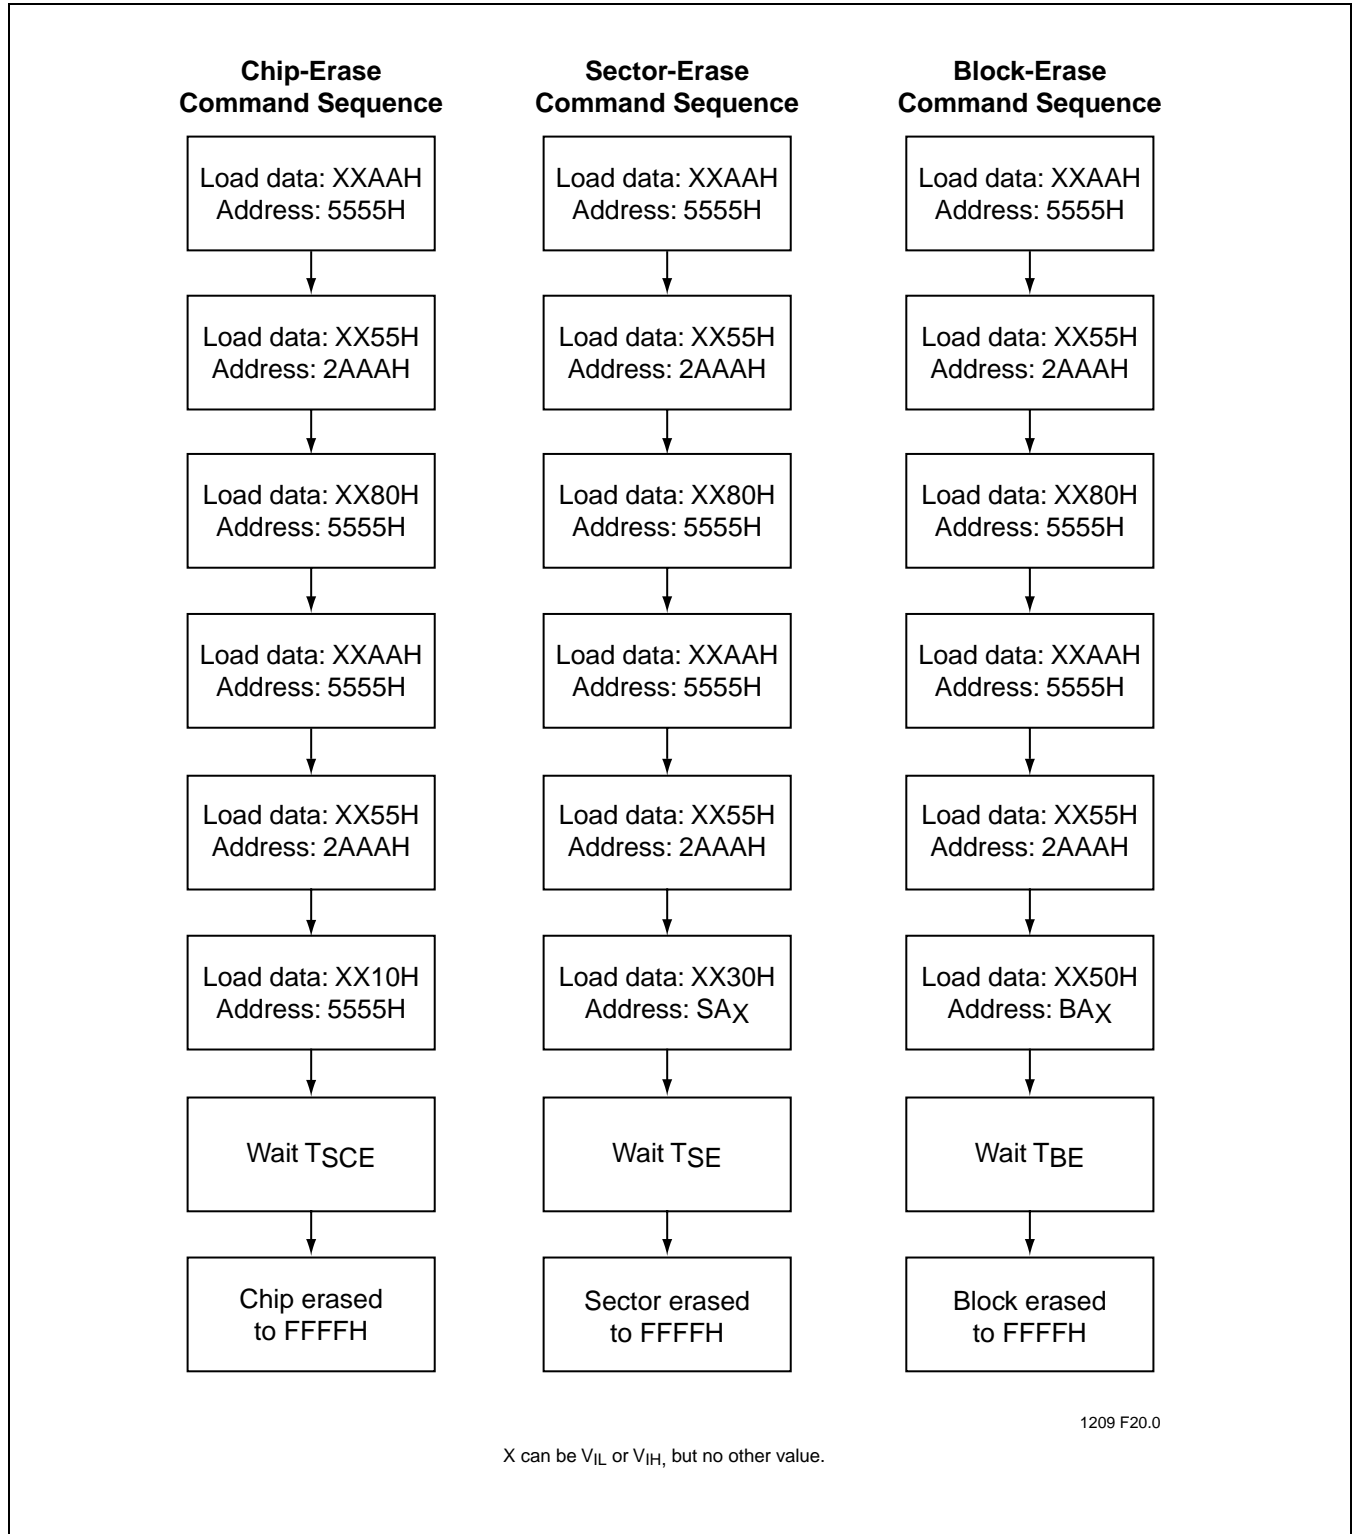 Chip-Erase
Command Sequence
Load data: XXAAH
Address: 5555H
Load data: XX55H
Address: 2AAAH
Load data: XX80H
Address: 5555H
Load data: XXAAH
Address: 5555H
Load data: XX55H
Address: 2AAAH
Load data: XX10H
Address: 5555H
Wait TSCE
Chip erased
to FFFFH
Sector-Erase
Command Sequence
Load data: XXAAH
Address: 5555H
Load data: XX55H
Address: 2AAAH
Load data: XX80H
Address: 5555H
Load data: XXAAH
Address: 5555H
Load data: XX55H
Address: 2AAAH
Load data: XX30H
Address: SAX
Wait TSE
Sector erased
to FFFFH
Block-Erase
Command Sequence
Load data: XXAAH
Address: 5555H
Load data: XX55H
Address: 2AAAH
Load data: XX80H
Address: 5555H
Load data: XXAAH
Address: 5555H
Load data: XX55H
Address: 2AAAH
Load data: XX50H
Address: BAX
Wait TBE
Block erased
to FFFFH
1209 F20.0
X can be VIL or VIH, but no other value.